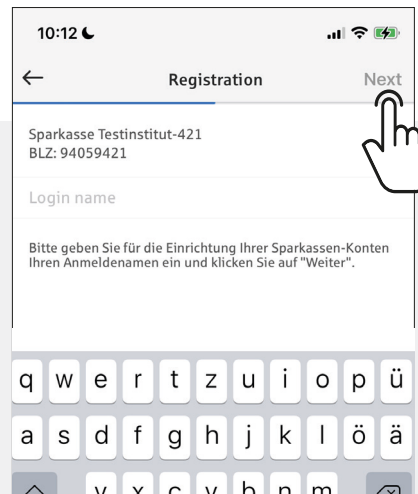 10:12
Registration Next
Sparkasse Testinstitut-421
BLZ: 94059421
Login name
Bitte geben Sie für die Einrichtung Ihrer Sparkassen-Konten
Ihren Anmeldenamen ein und klicken Sie auf "Weiter".
q w e r t z u i o p ü
a s d f g h j k l ö ä
y x c v b n m